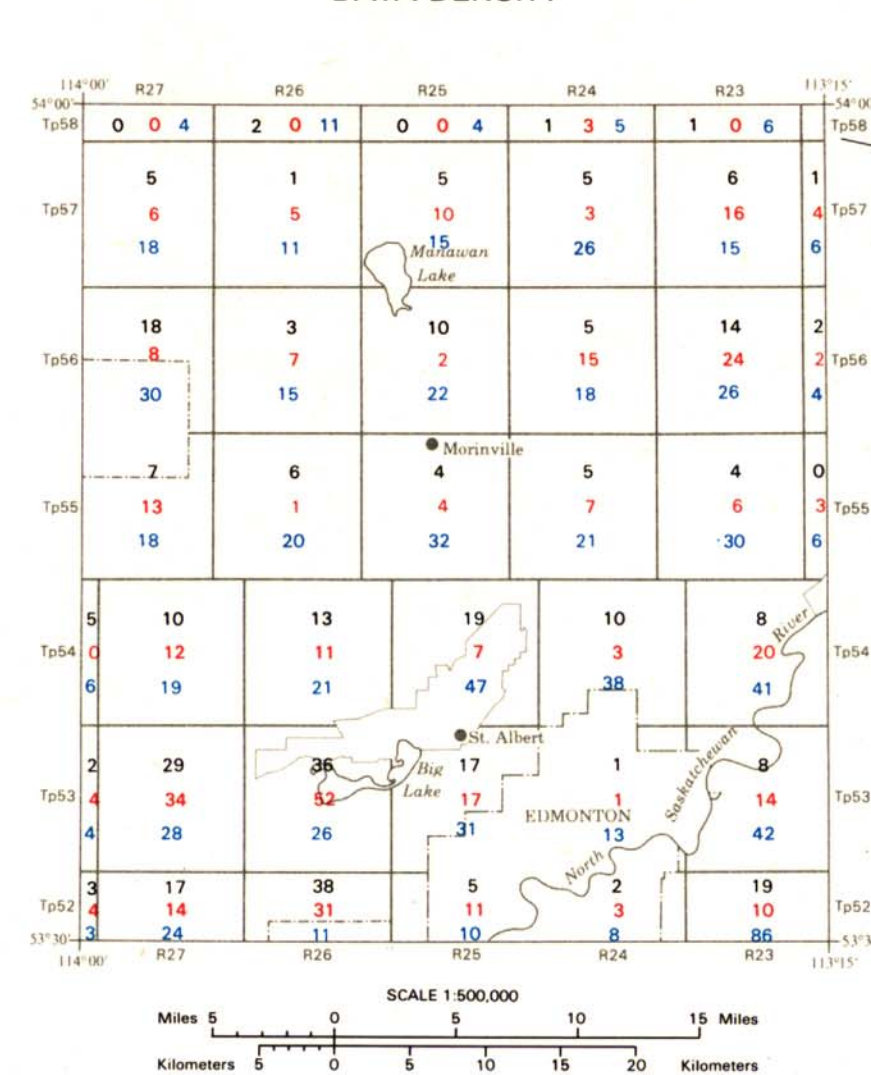 114°00' R27 R26 R25 R24 R23 113°15'
54°00' 54°00
Tp58 0 0 4 2 0 11 0 0 4 1 3 5 1 0 6 Tp58
5 1 5 5 6 1
Tp57 6 5 10 3 16 4 Tp57
18 11 15 26 15 6
Manawan
Lake
18 3 10 5 14 2
Tp56 8 7 2 15 24 2 Tp56
30 15 22 18 26 4
Morinville
7 6 4 5 4 0
Tp55 13 1 4 7 6 3 Tp55
18 20 32 21 30 6
5 10 13 19 10 8
River
Tp54 0 12 11 7 3 20 Tp54
6 19 21 47 38 41
St. Albert
Saskatchewan
2 29 36 17 1 8
Big
Lake
Tp53 4 34 52 17 1 14 Tp53
EDMONTON
4 28 26 31 13 42
North
3 17 38 5 2 19
Tp52 4 14 31 11 3 10 Tp52
3 24 11 10 8 86
53°30' 53°3
114°00' R27 R26 R25 R24 R23 113°15'
SCALE 1:500,000
Miles 5 0 5 10 15 Miles
Kilometers 5 0 5 10 15 20 Kilometers